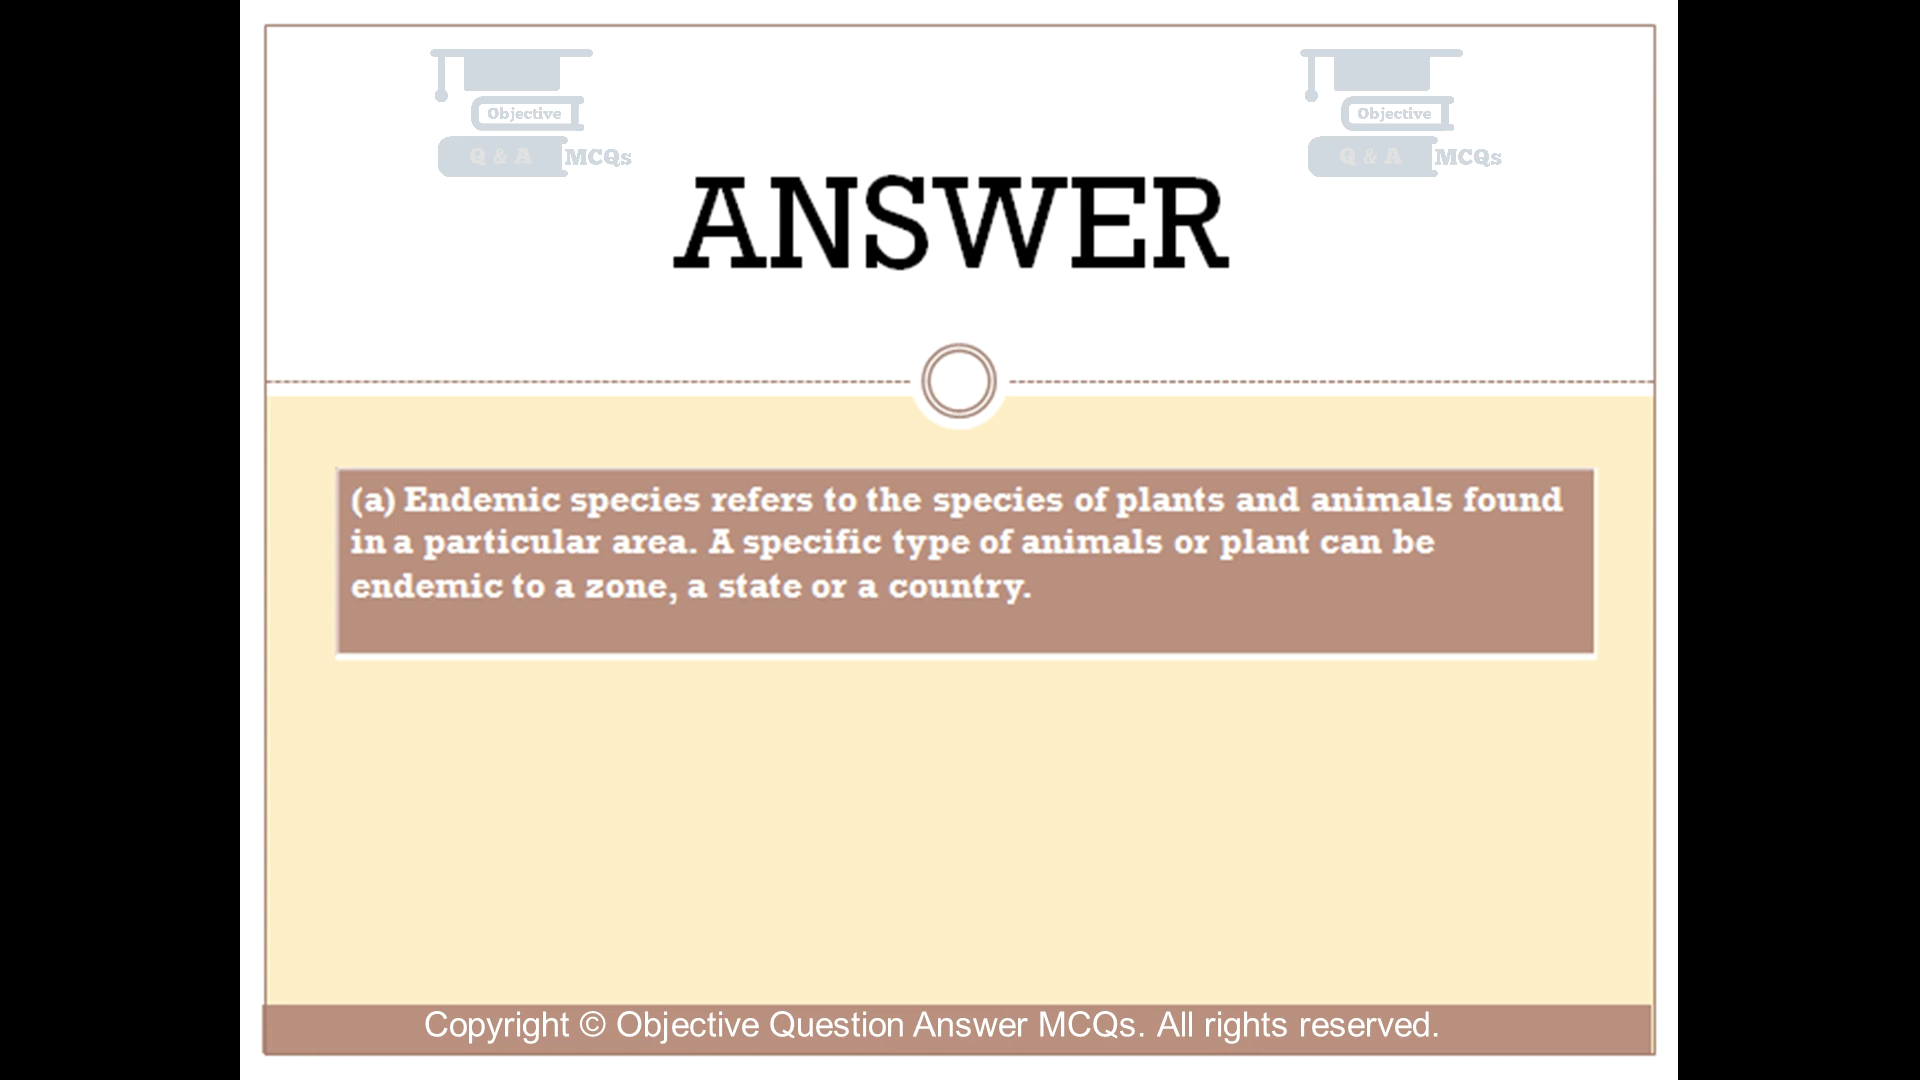 Objective
Q & A MCQs
Objective
Q & A MCQs
ANSWER
(a) Endemic species refers to the species of plants and animals found
in a particular area. A specific type of animals or plant can be
endemic to a zone, a state or a country.
Copyright © Objective Question Answer MCQs. All rights reserved.